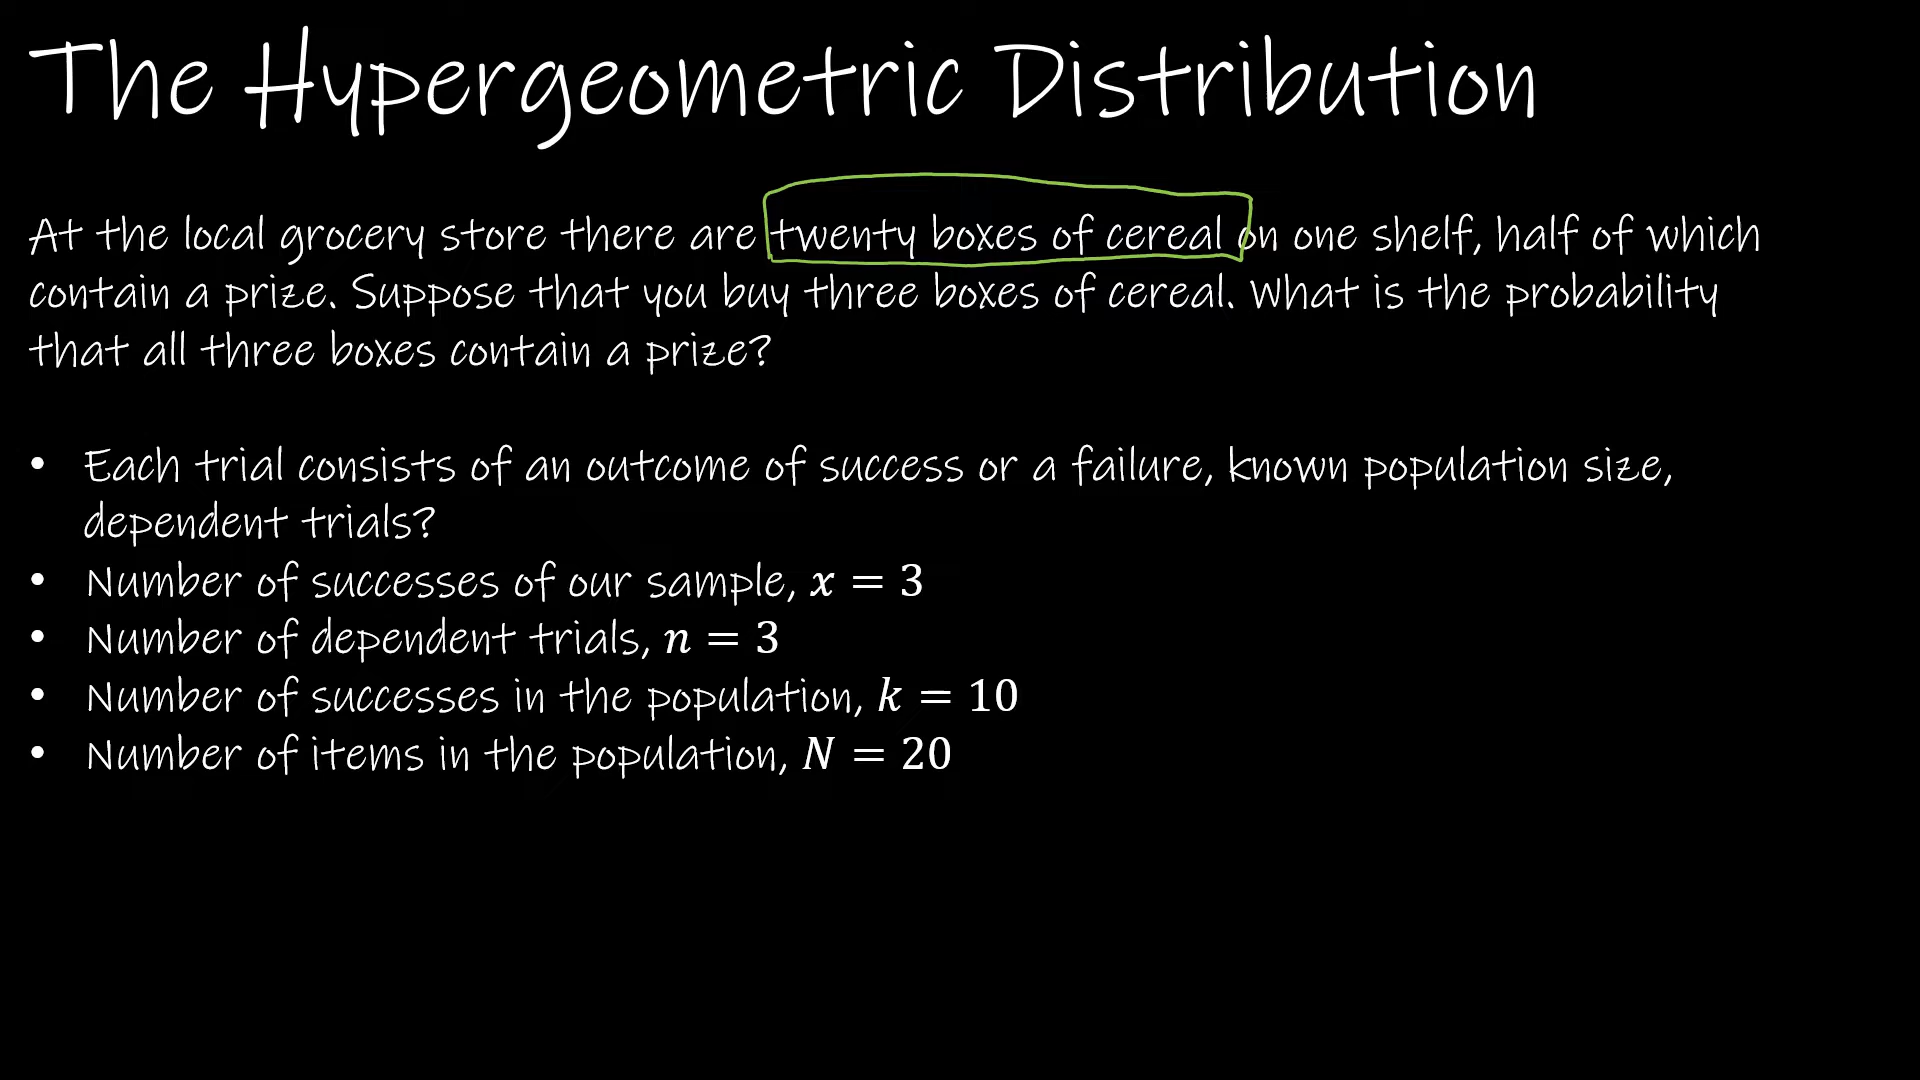 The Hypergeometric Distribution
At the local grocery store there are twenty boxes of cereal on one shelf, half of which
contain a prize. Suppose that you buy three boxes of cereal. What is the probability
that all three boxes contain a prize?
• Each trial consists of an outcome of success or a failure, known population size,
dependent trials?
• Number of successes of our sample, x = 3
• Number of dependent trials, n = 3
• Number of successes in the population, k = 10
• Number of items in the population, N = 20